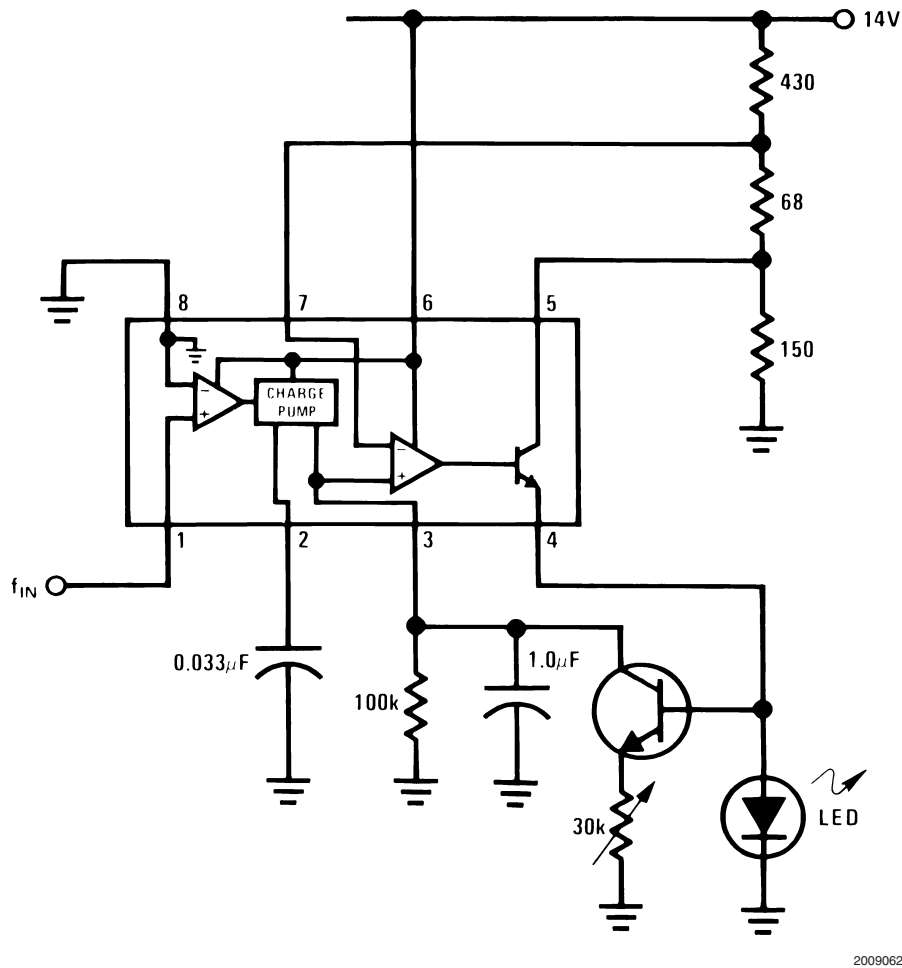 14V
430
68
8 7 6 5
150
− +
CHARGE
PUMP
− +
1 2 3 4
fIN
0.033μF
100k
1.0μF
30k
LED
2009062